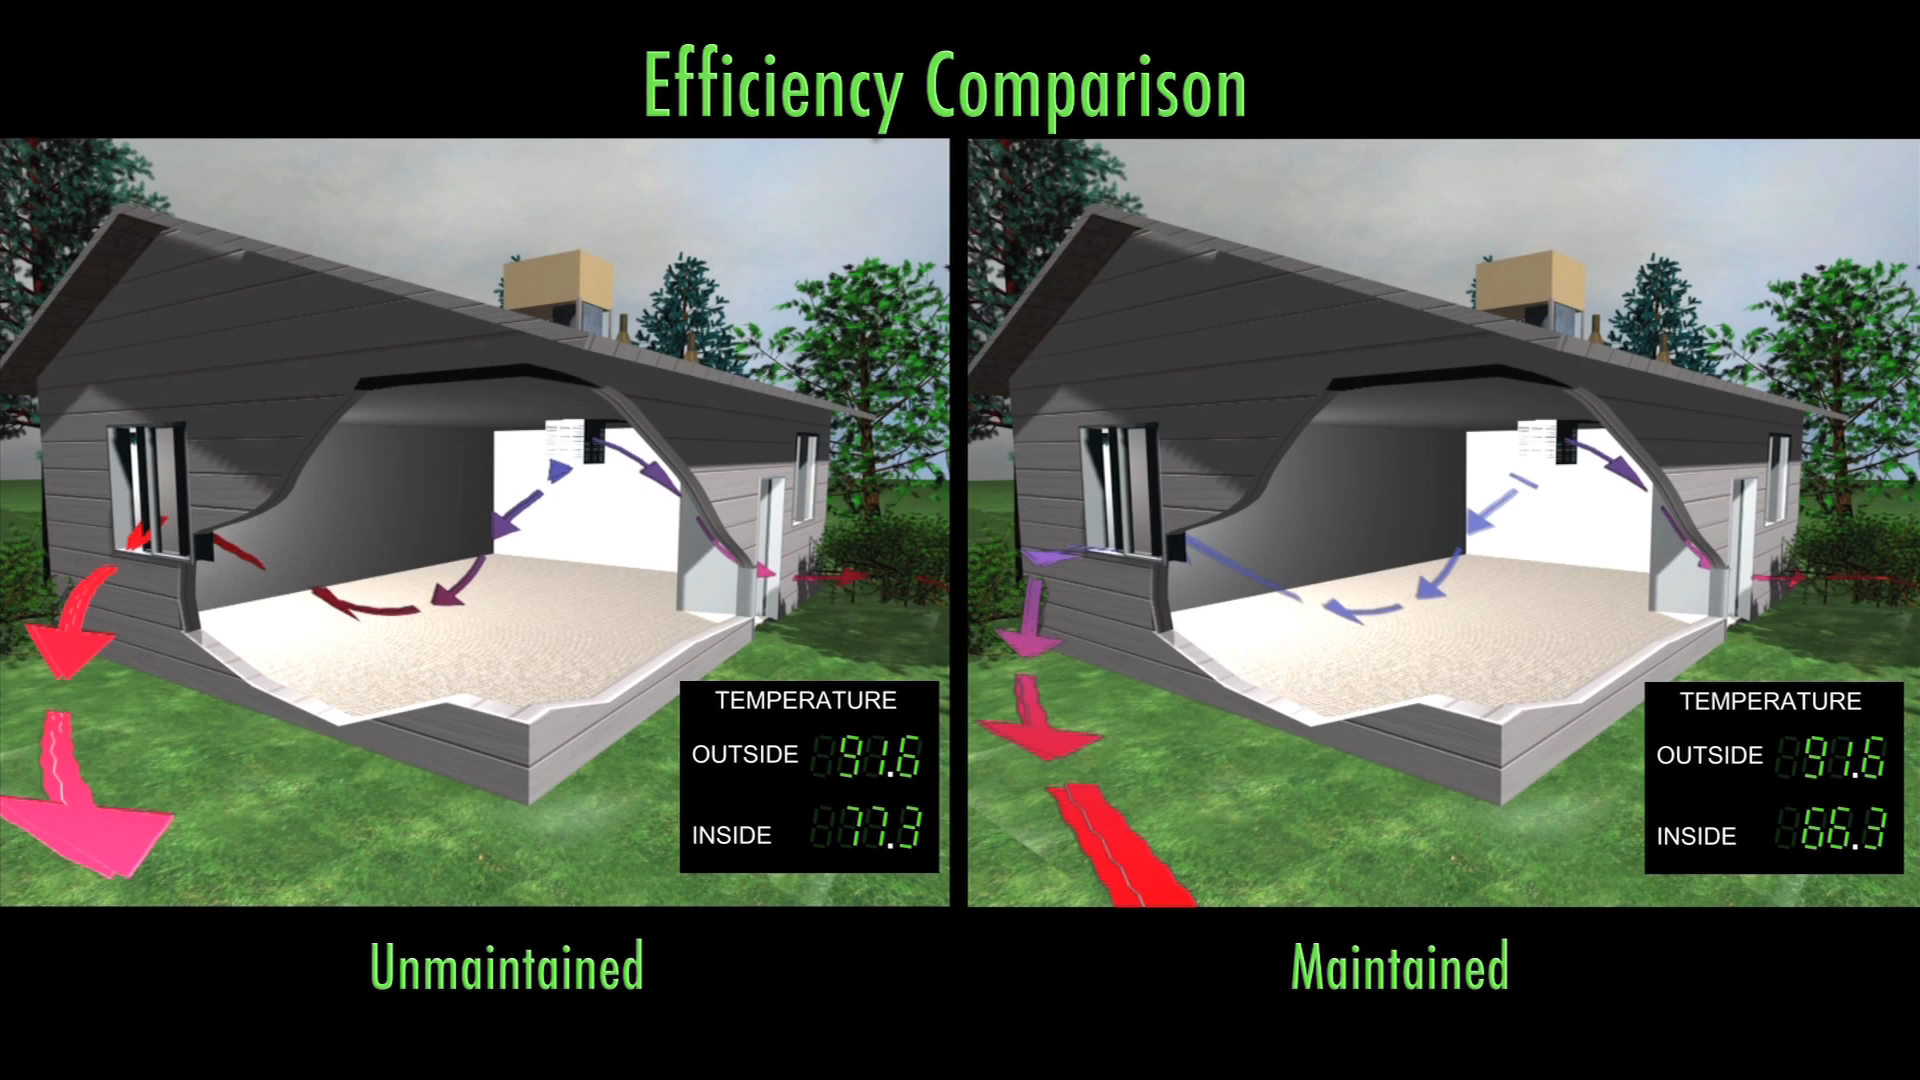 Efficiency Comparison
TEMPERATURE
OUTSIDE 91.6
INSIDE 77.3
TEMPERATURE
OUTSIDE 91.6
INSIDE 66.3
Unmaintained
Maintained